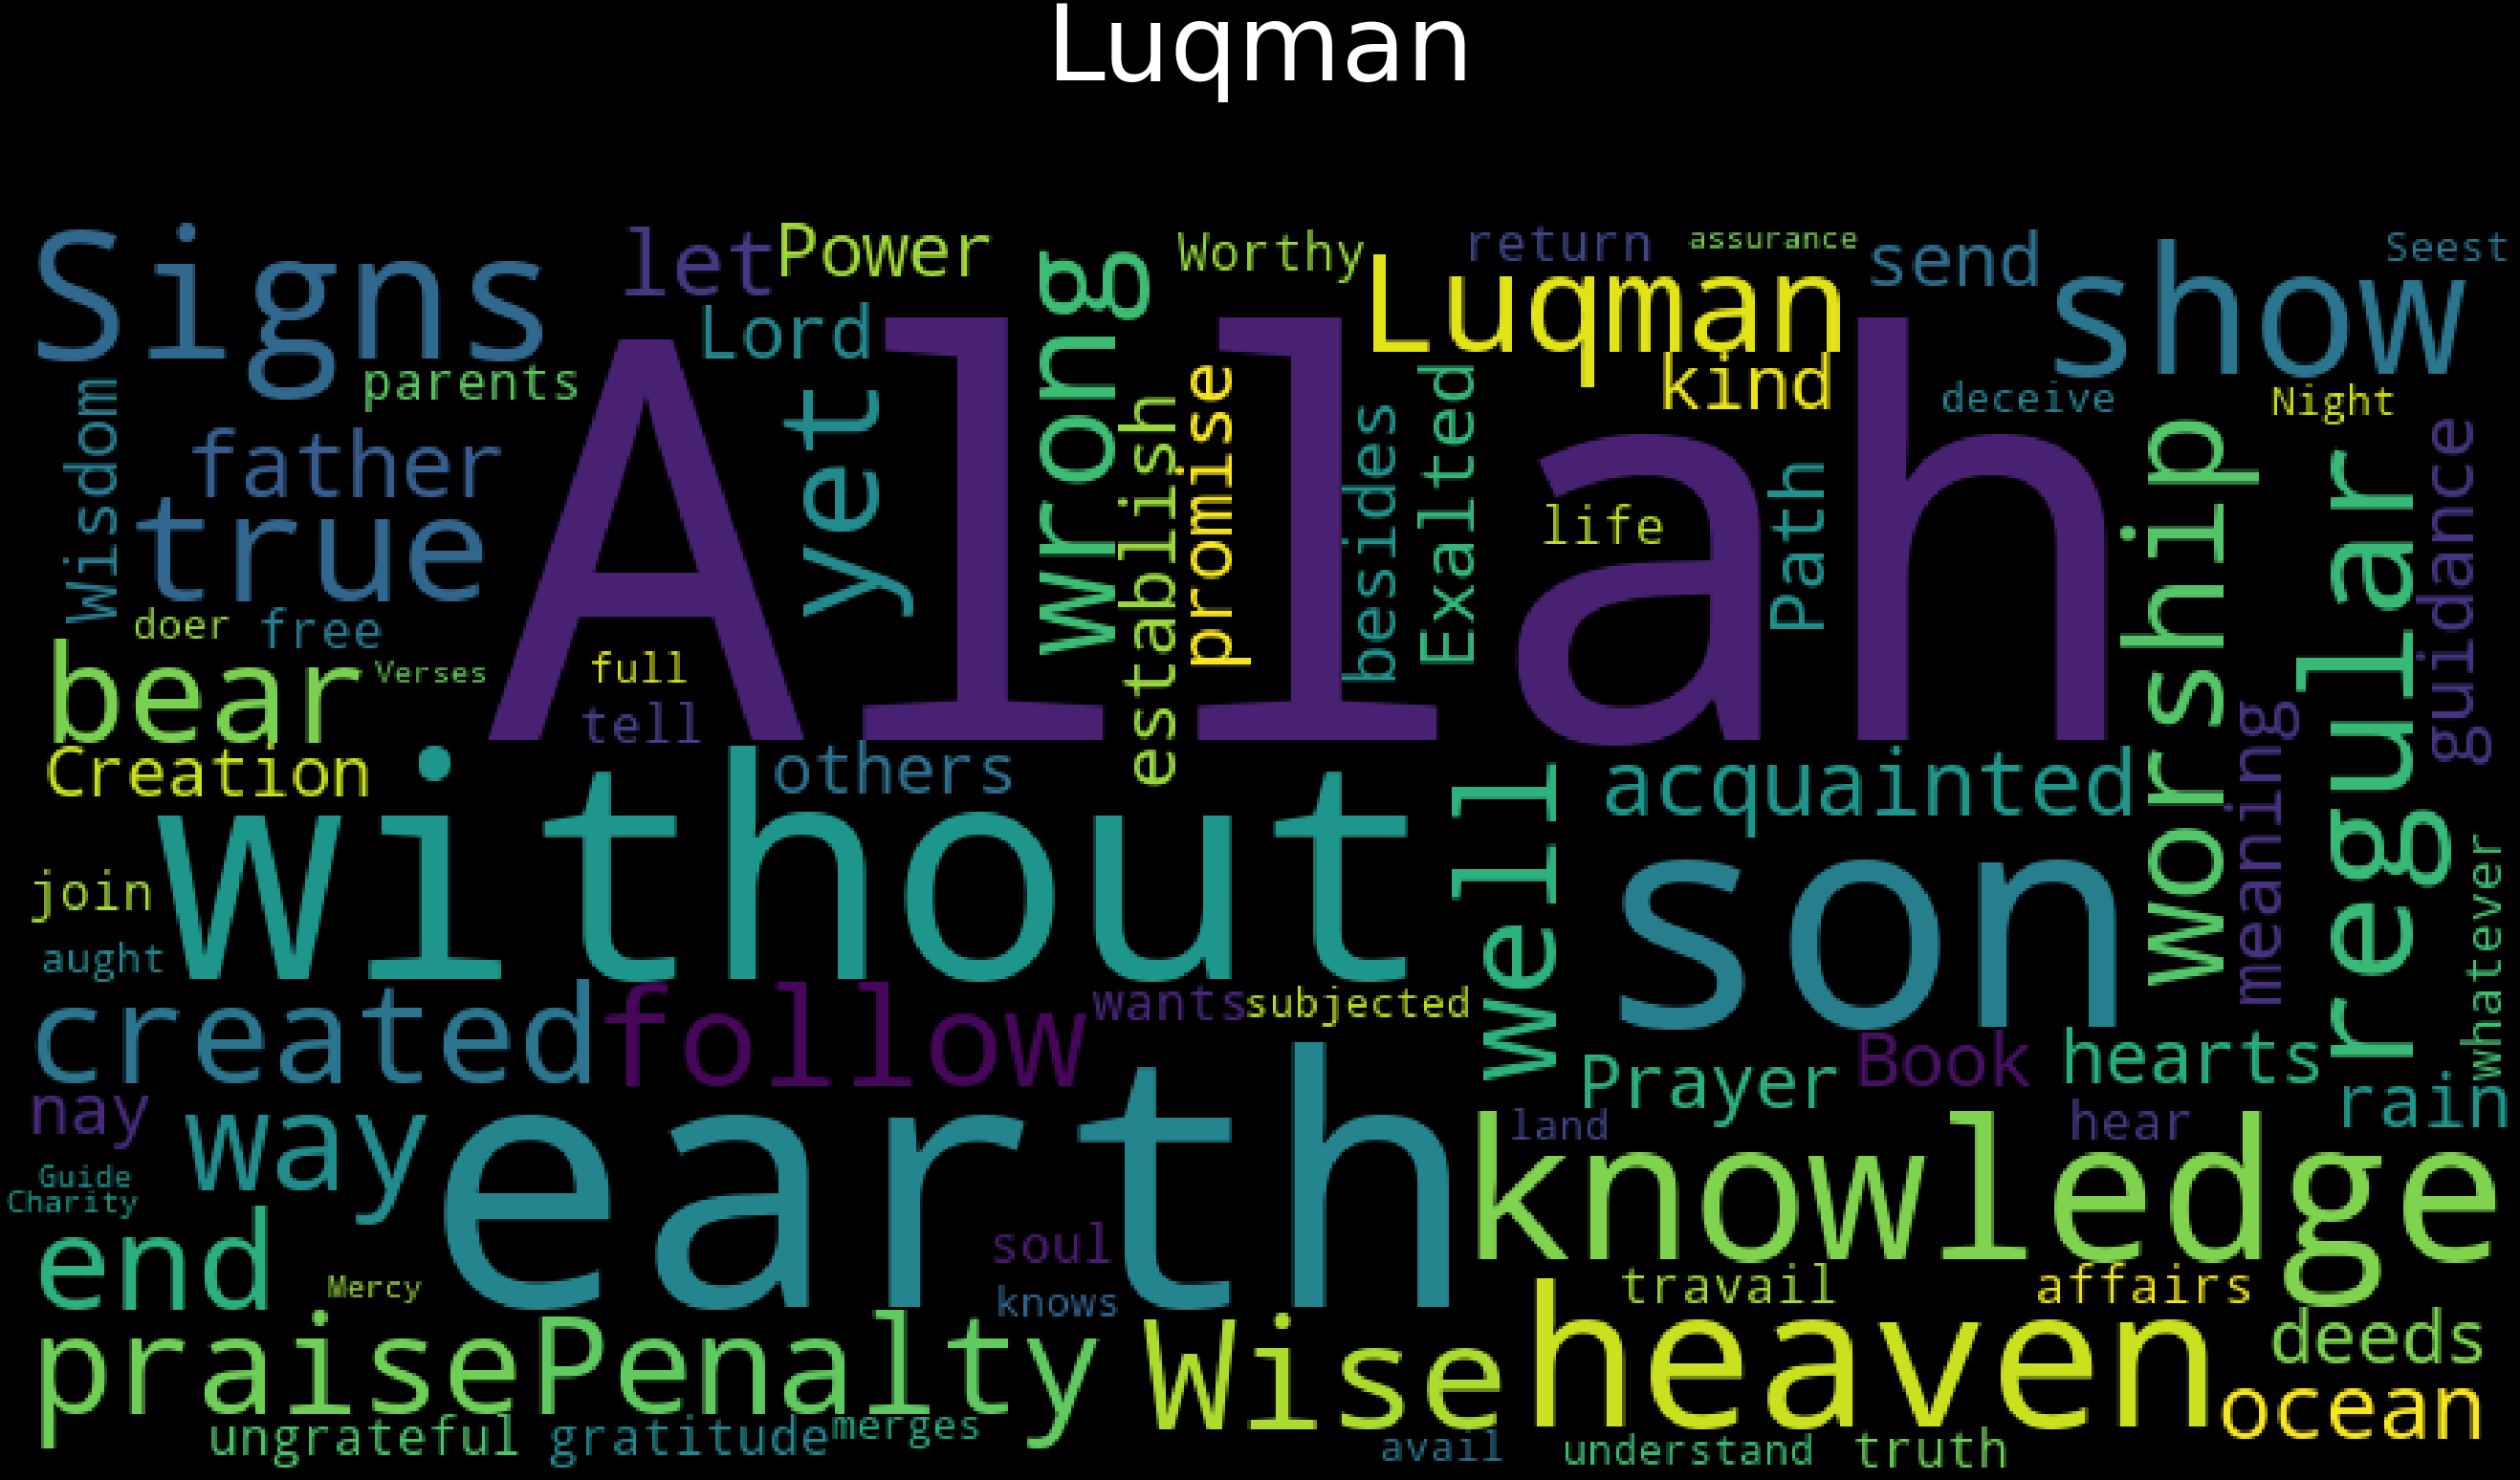 Luqman
Signs
let
Power
Worthy
return
assurance
send
show
Seest
Lord
wrong
Luqman
kind
parents
deceive
Night
Wisdom
father
yet
establish
promise
besides
Exalted
Path
life
worship
regular
guidance
true
Allah
doer
free
bear
Verses
full
tell
Creation
others
without
well
acquainted
meaning
join
son
whatever
aught
created
follow
wants
subjected
Prayer
Book
hearts
rain
nay
way
earth
land
hear
knowledge
Guide
Charity
end
Mercy
soul
knows
travail
affairs
praise
Penalty
Wise
heaven
deeds
ocean
ungrateful
gratitude
merges
avail
understand
truth